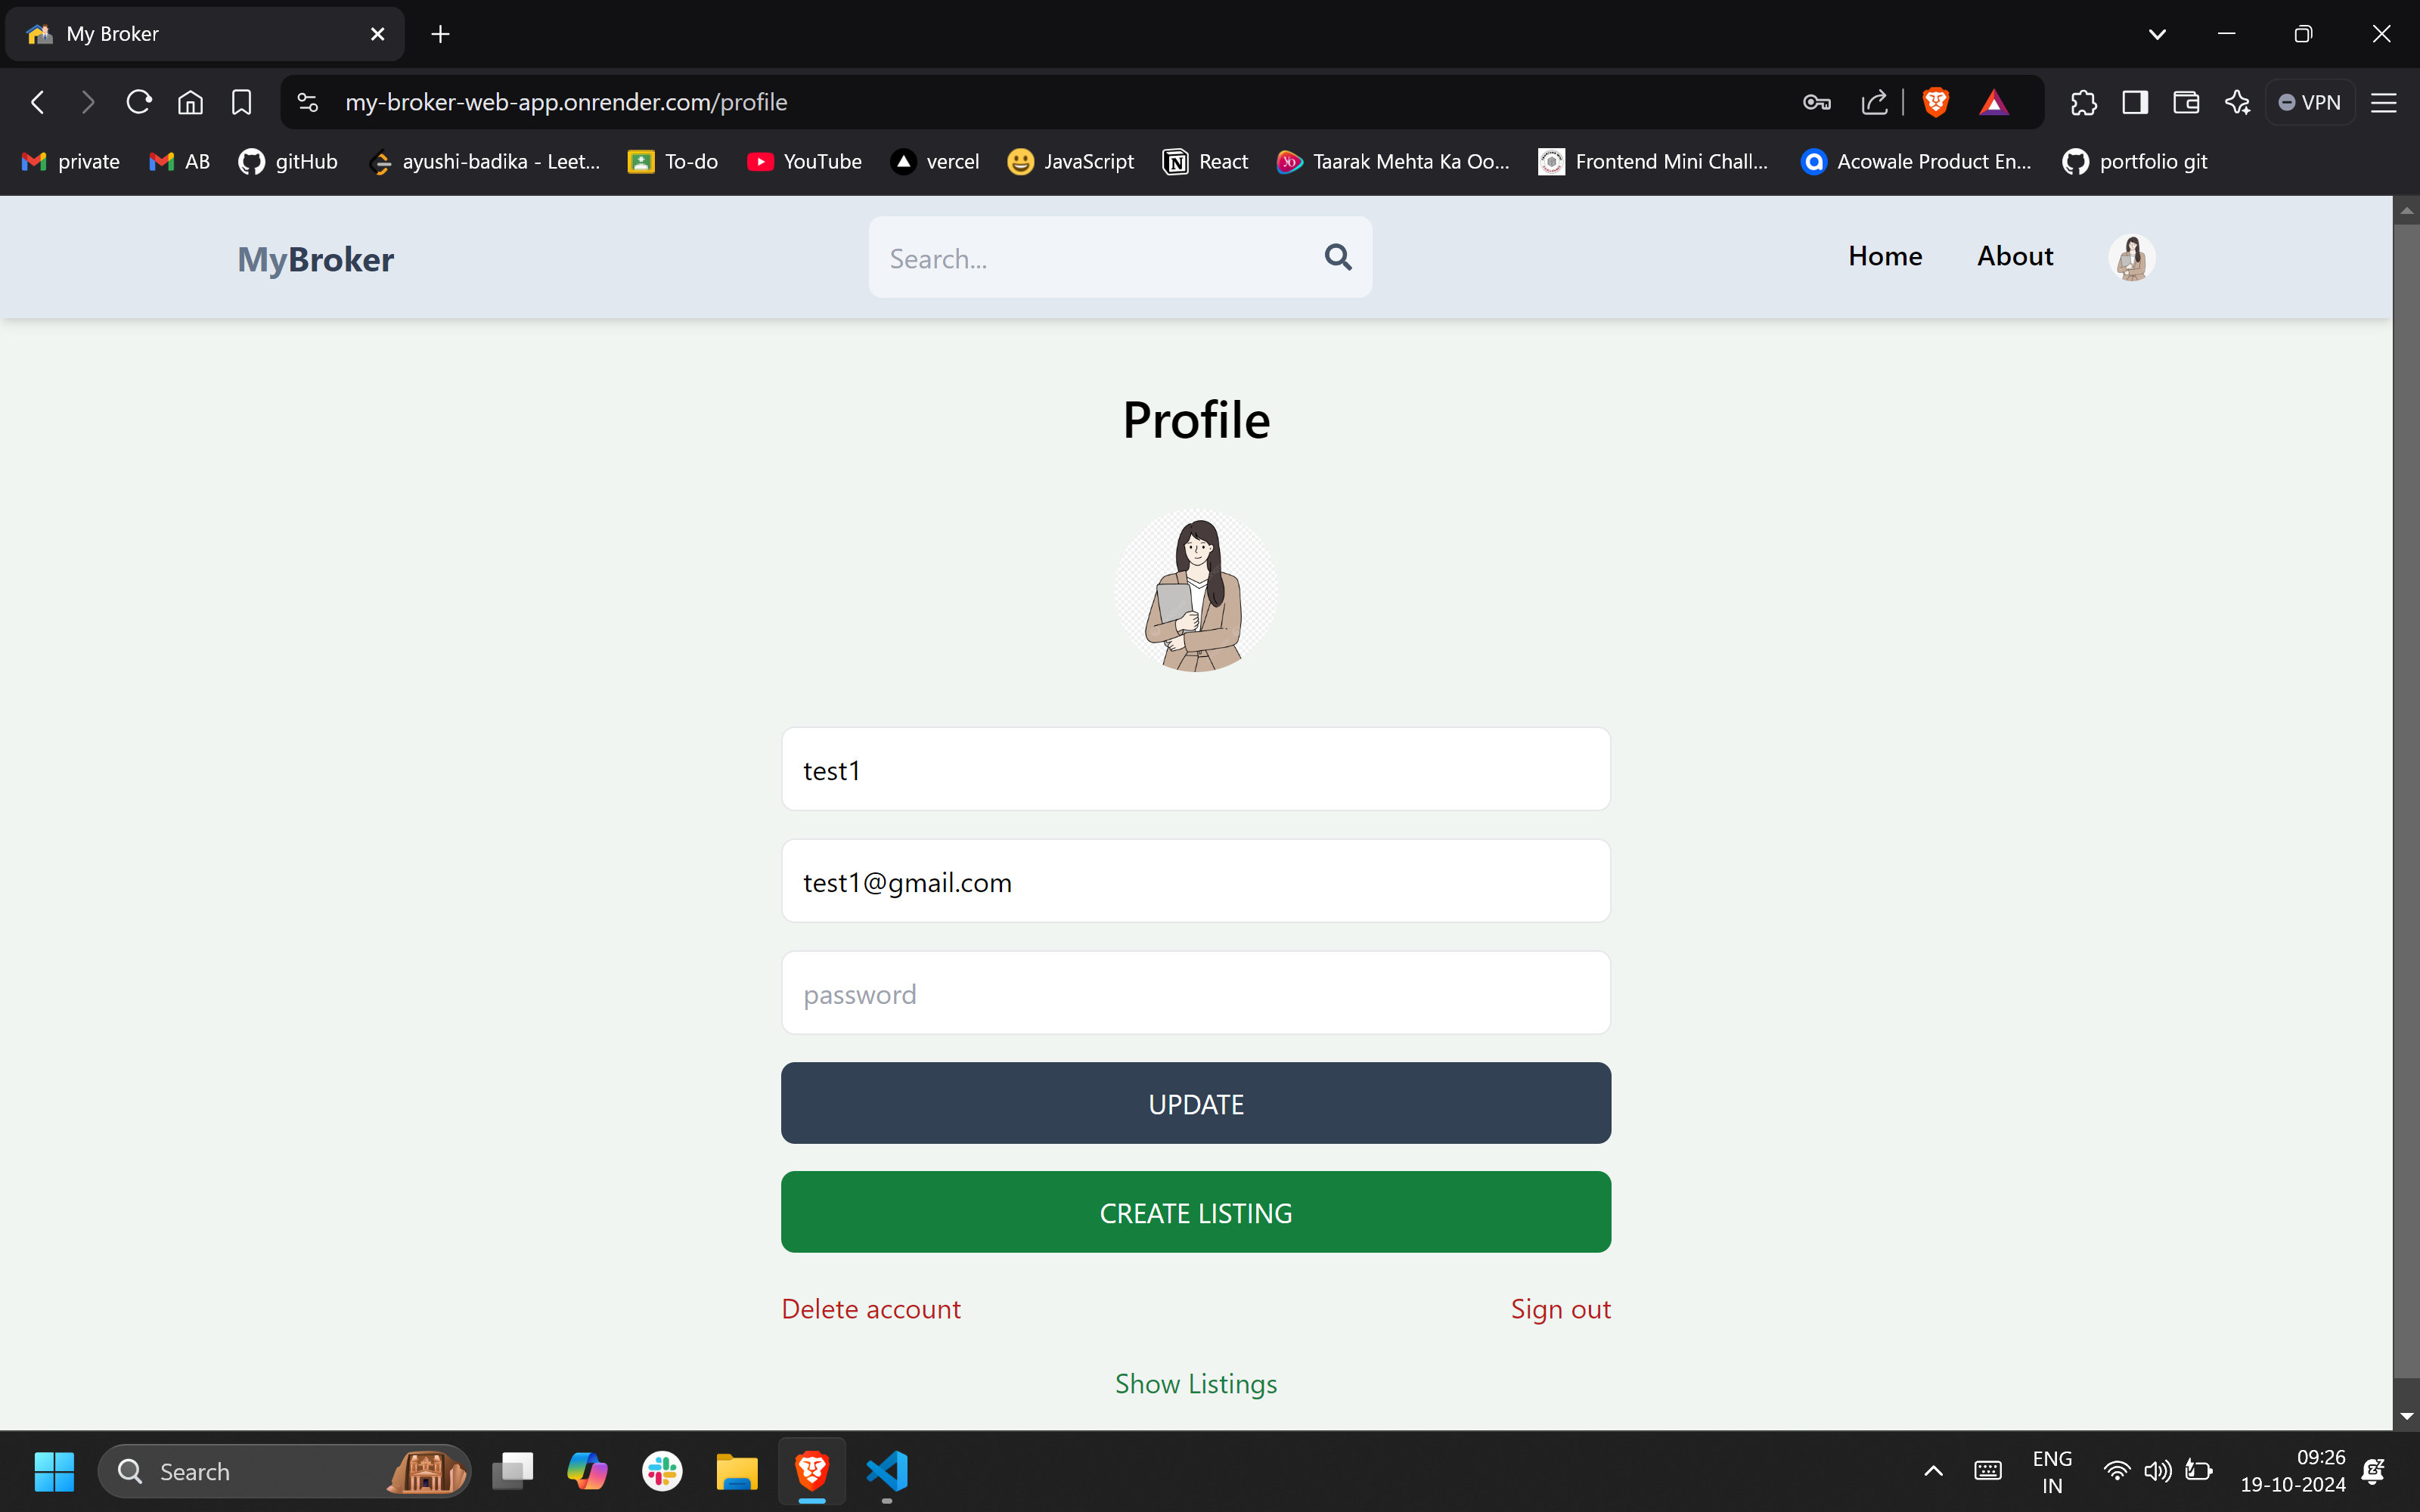 My Broker
my-broker-web-app.onrender.com/profile
VPN
private AB gitHub ayushi-badika - Leet... To-do YouTube vercel JavaScript React Taarak Mehta Ka Oo... Frontend Mini Chall... Acowale Product En... portfolio git
MyBroker Search... Home About
Profile
test1
test1@gmail.com
password
UPDATE
CREATE LISTING
Delete account Sign out
Show Listings
Search
ENG
IN
09:26
19-10-2024